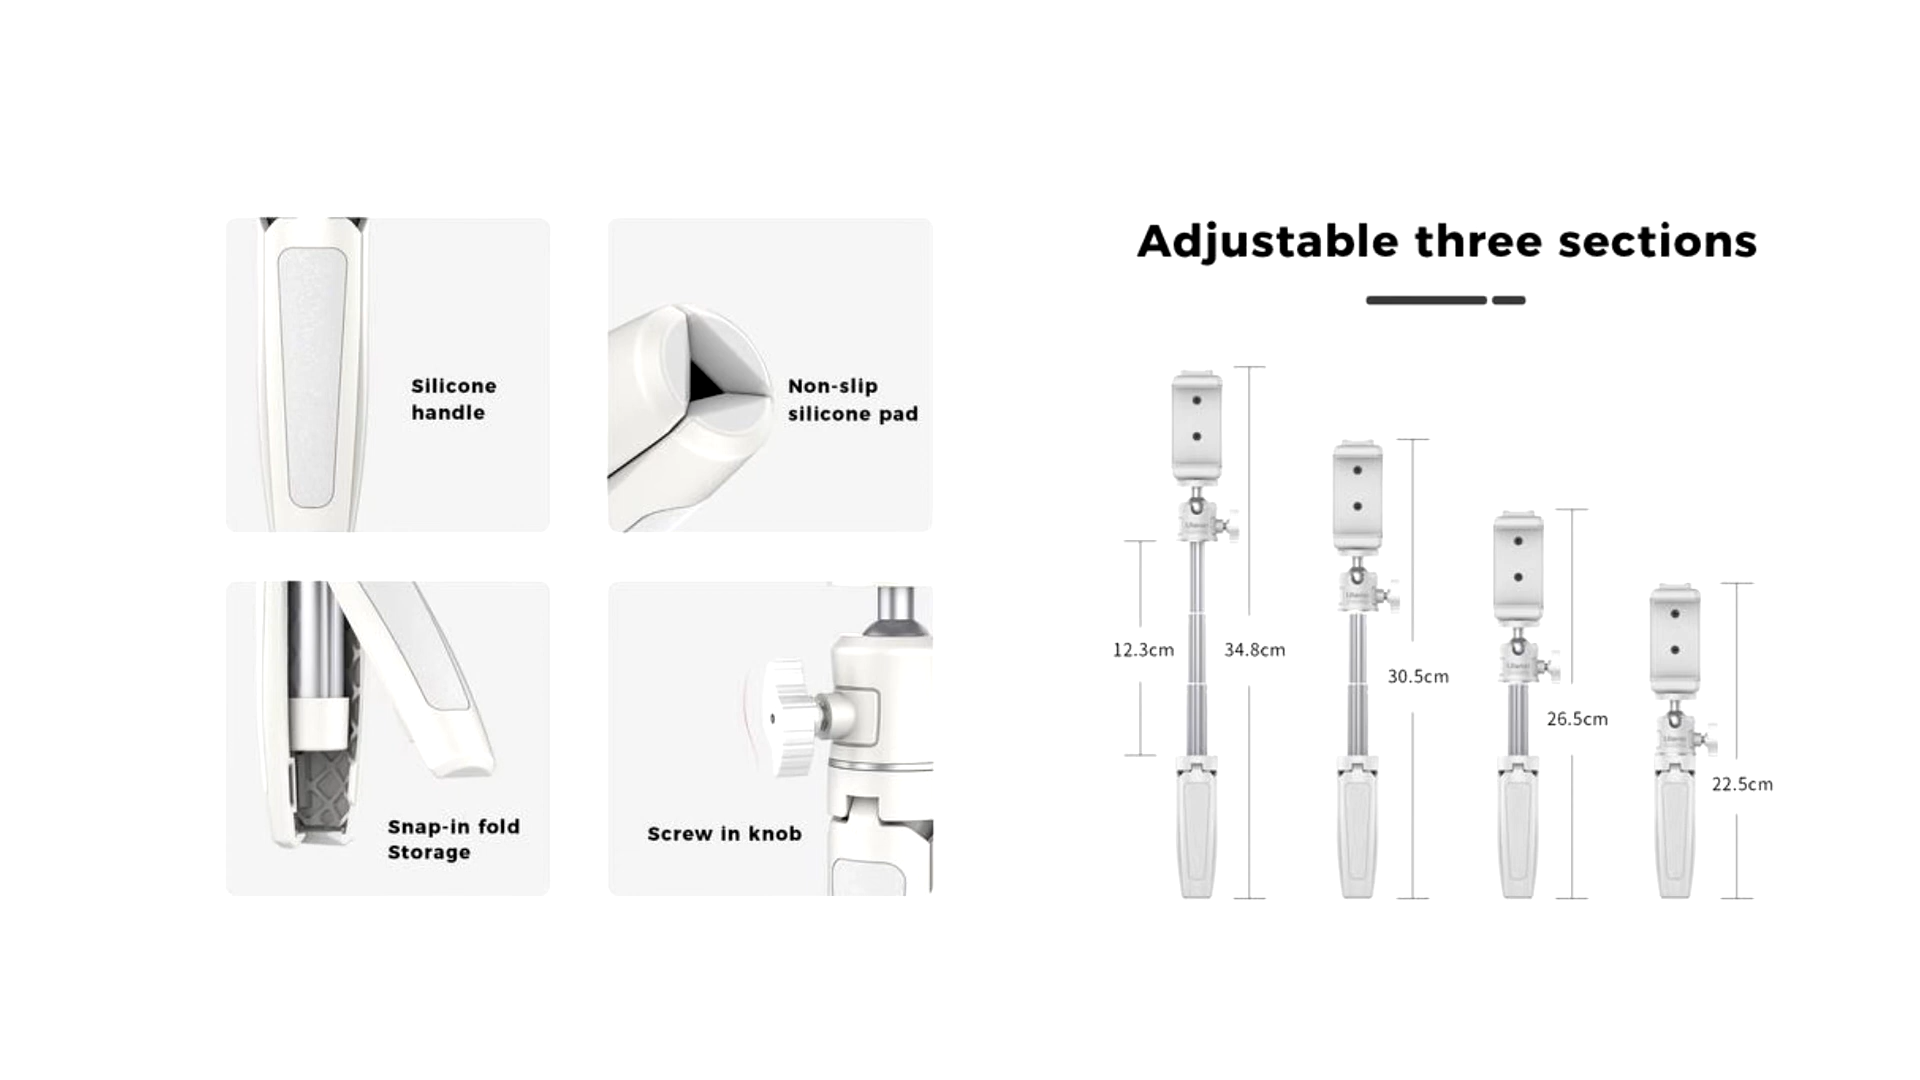 Silicone
handle
Non-slip
silicone pad
Snap-in fold
Storage
Screw in knob
Adjustable three sections
12.3cm
34.8cm
30.5cm
26.5cm
22.5cm